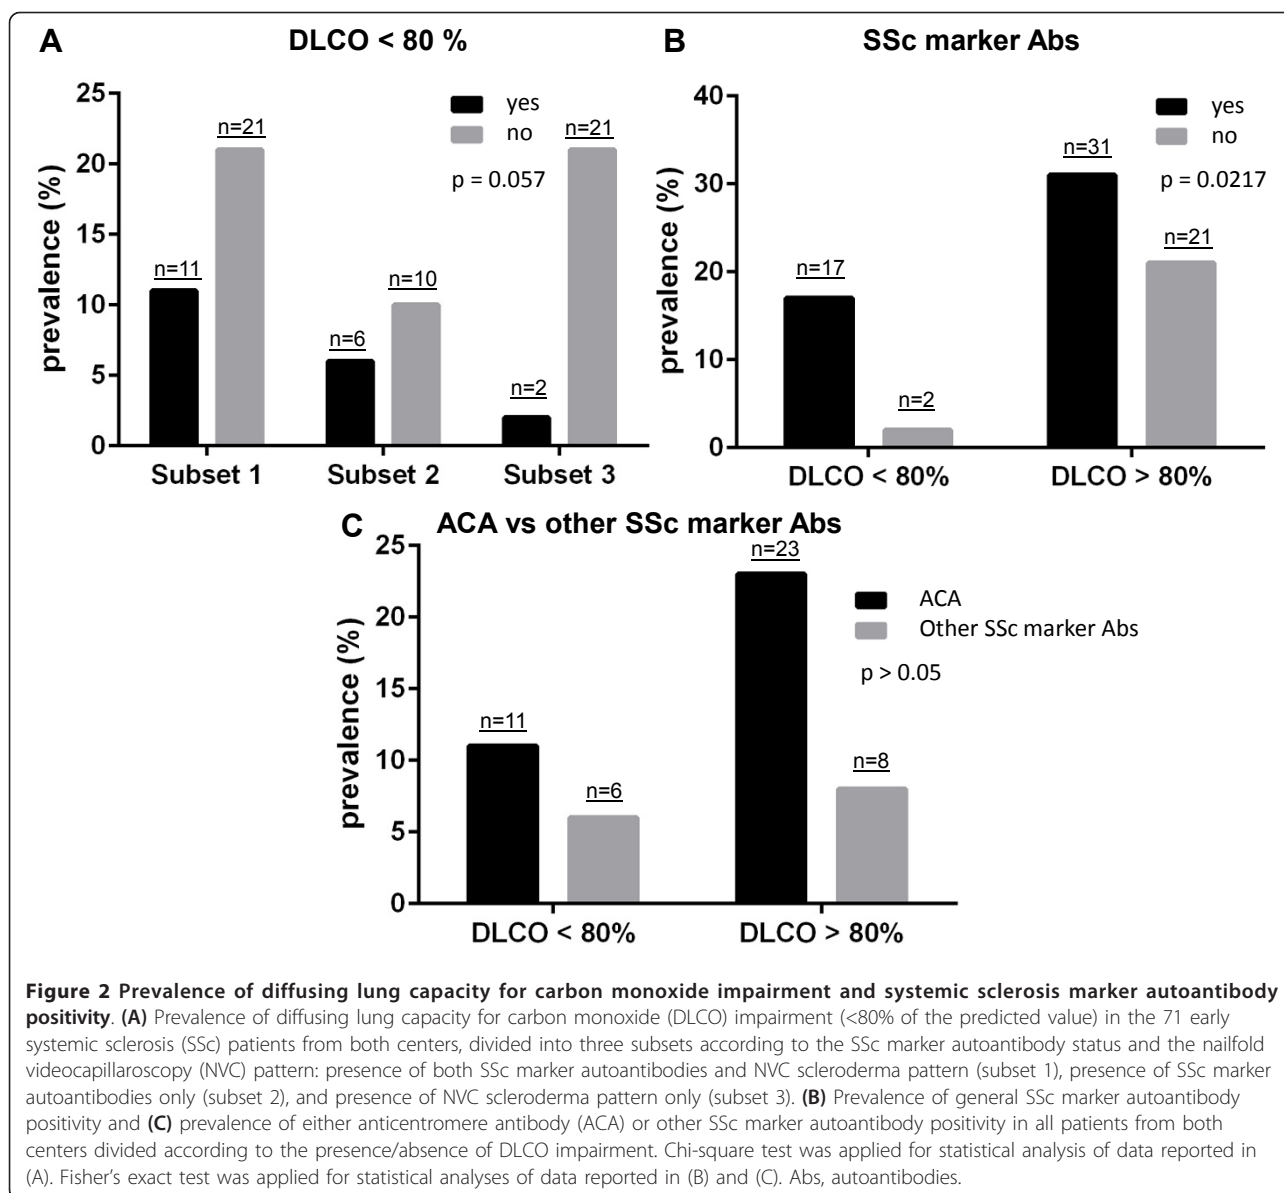 A
DLCO < 80 %
prevalence (%)
25
20
15
10
5
0
n=11
n=21
n=6
n=10
n=2
n=21
yes
no
p = 0.057
Subset 1
Subset 2
Subset 3
B
SSc marker Abs
prevalence (%)
40
30
20
10
0
n=17
n=2
n=31
n=21
yes
no
p = 0.0217
DLCO < 80%
DLCO > 80%
C
ACA vs other SSc marker Abs
prevalence (%)
25
20
15
10
5
0
n=11
n=6
n=23
n=8
ACA
Other SSc marker Abs
p > 0.05
DLCO < 80%
DLCO > 80%
Figure 2 Prevalence of diffusing lung capacity for carbon monoxide impairment and systemic sclerosis marker autoantibody
positivity. (A) Prevalence of diffusing lung capacity for carbon monoxide (DLCO) impairment (<80% of the predicted value) in the 71 early
systemic sclerosis (SSc) patients from both centers, divided into three subsets according to the SSc marker autoantibody status and the nailfold
videocapillaroscopy (NVC) pattern: presence of both SSc marker autoantibodies and NVC scleroderma pattern (subset 1), presence of SSc marker
autoantibodies only (subset 2), and presence of NVC scleroderma pattern only (subset 3). (B) Prevalence of general SSc marker autoantibody
positivity and (C) prevalence of either anticentromere antibody (ACA) or other SSc marker autoantibody positivity in all patients from both
centers divided according to the presence/absence of DLCO impairment. Chi-square test was applied for statistical analysis of data reported in
(A). Fisher's exact test was applied for statistical analyses of data reported in (B) and (C). Abs, autoantibodies.